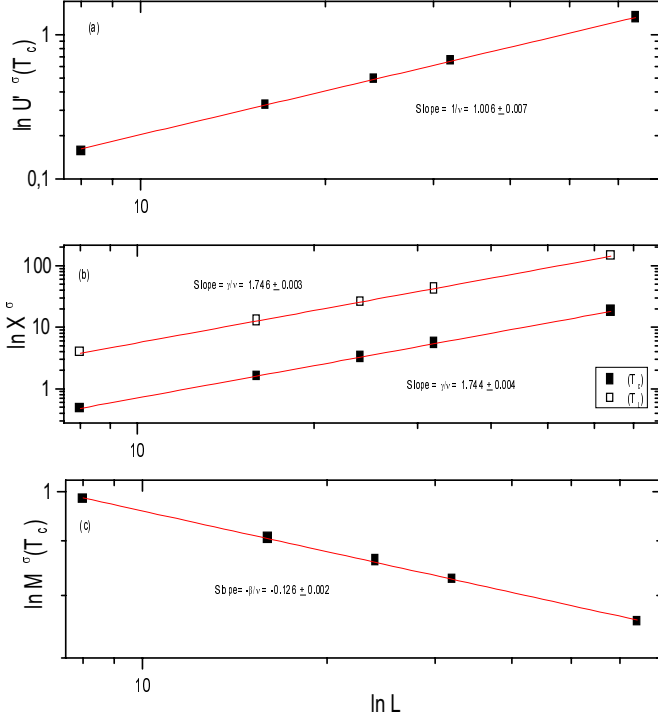 (a)
1
0,1
ln U' σ (T c )
Slope = 1/ν = 1.006 ± 0.007
10
(b)
100
10
1
ln X σ
Slope = γ/ν = 1.746 ± 0.003
Slope = γ/ν = 1.744 ± 0.004
(T c )
(T )
10
1
(c)
ln M σ (T c )
Slope = -β/ν = -0.126 ± 0.002
10
ln L